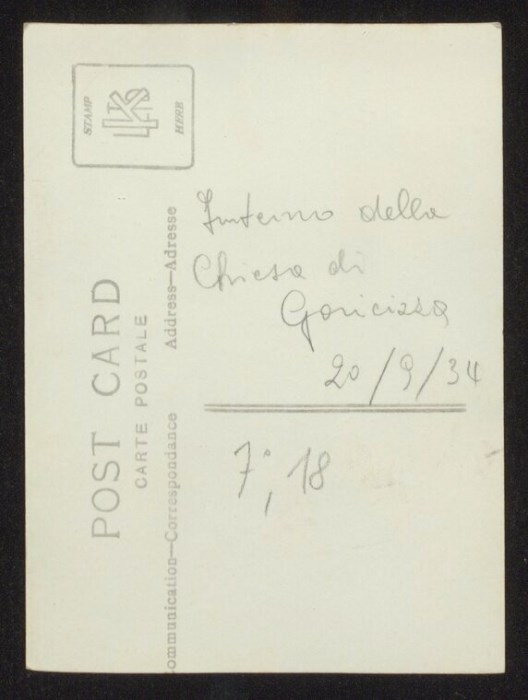 STAMP
HERE
POST CARD
CARTE POSTALE
ommunication—Correspondance
Address—Adresse
Interno della
Chiesa di
Goricizza
20/9/34
7°, 18